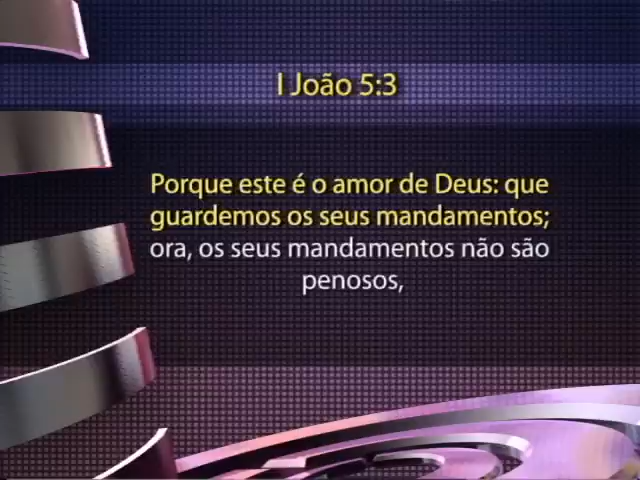 I João 5:3
Porque este é o amor de Deus: que
guardemos os seus mandamentos;
ora, os seus mandamentos não são
penosos,